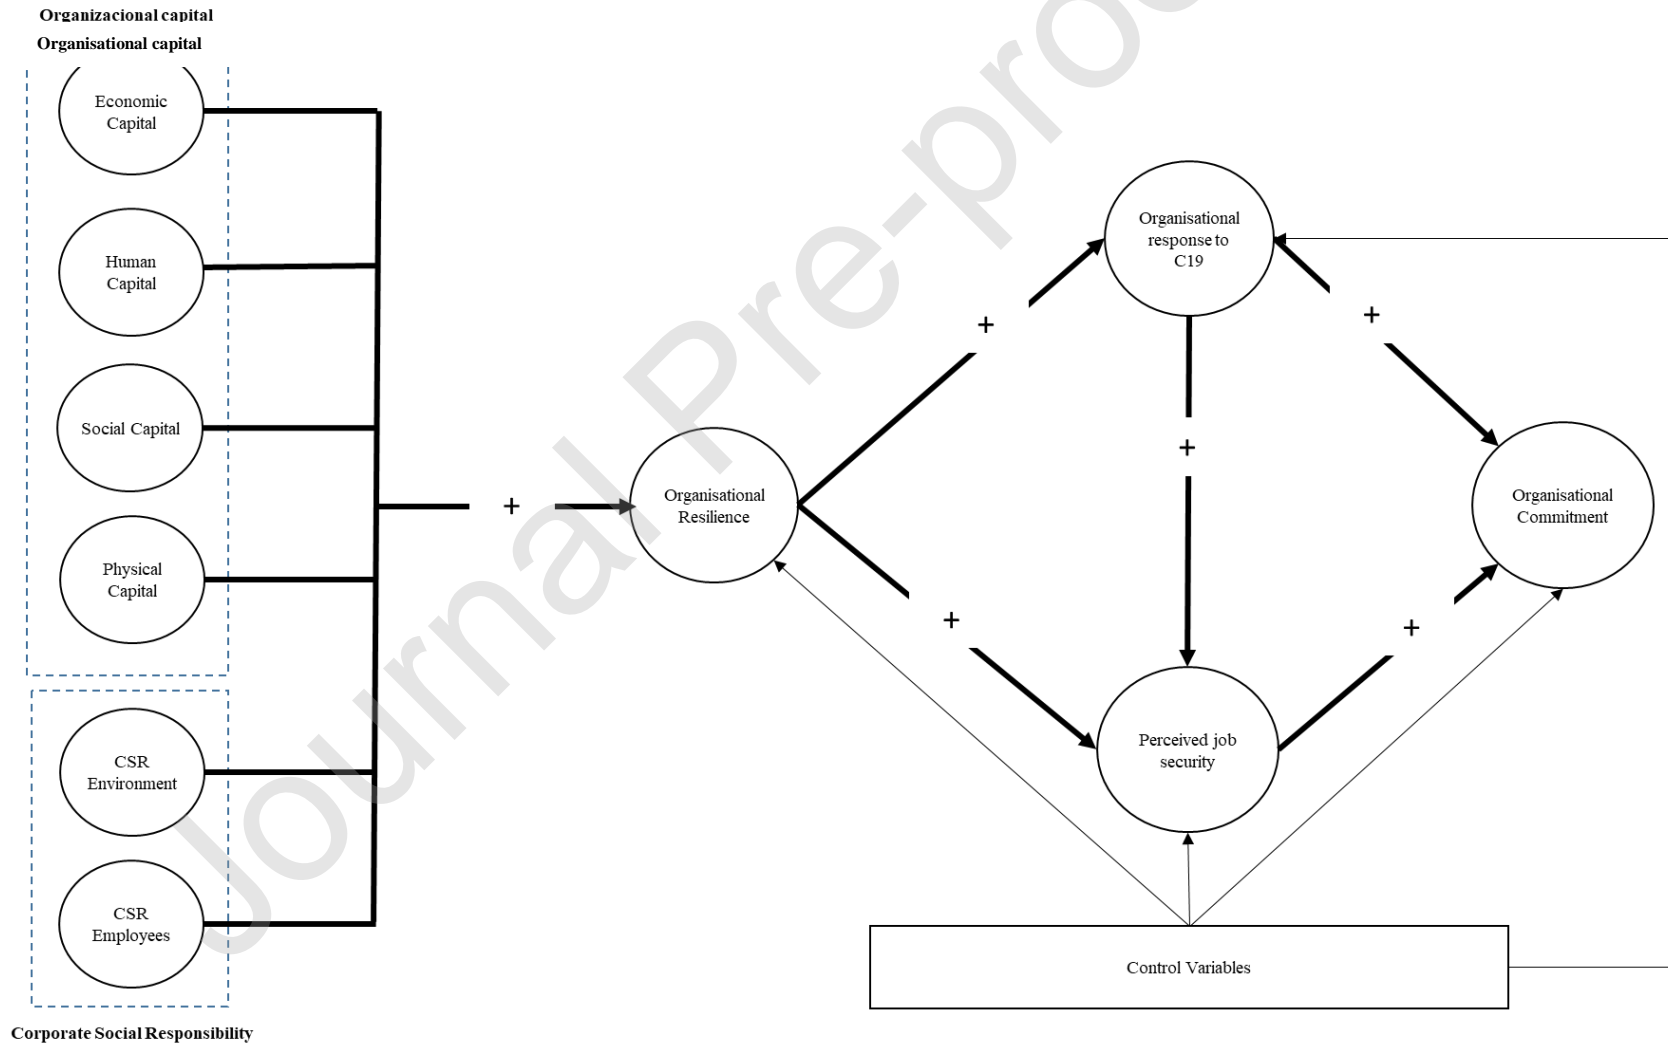 Organizacional capital
Organisational capital
Economic
Capital
Human
Capital
Social Capital
Physical
Capital
CSR
Environment
CSR
Employees
Corporate Social Responsibility
+
Organisational
Resilience
+
+
Organisational
response to
C19
+
Perceived job
security
+
+
Organisational
Commitment
Control Variables
Journal Pre-proo